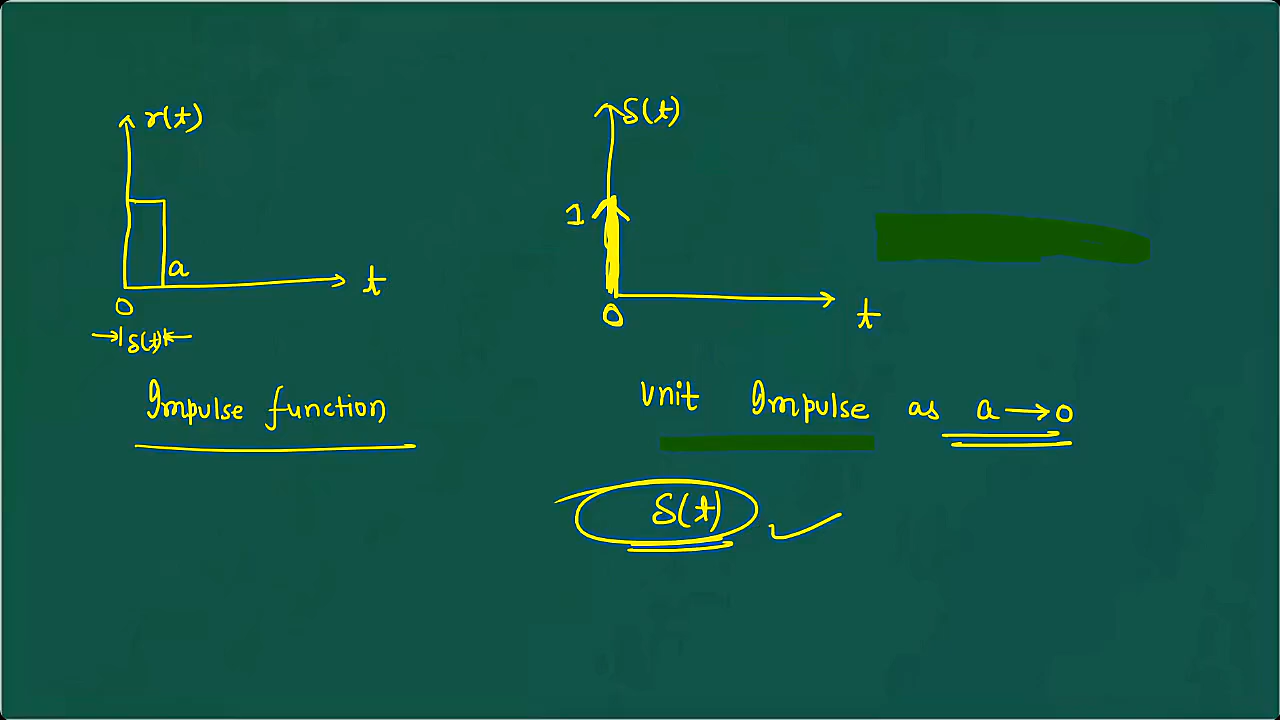 r(t)
a
t
0
δ(t)
Impulse function
δ(t)
1
0
t
Unit Impulse as a → 0
δ(t)